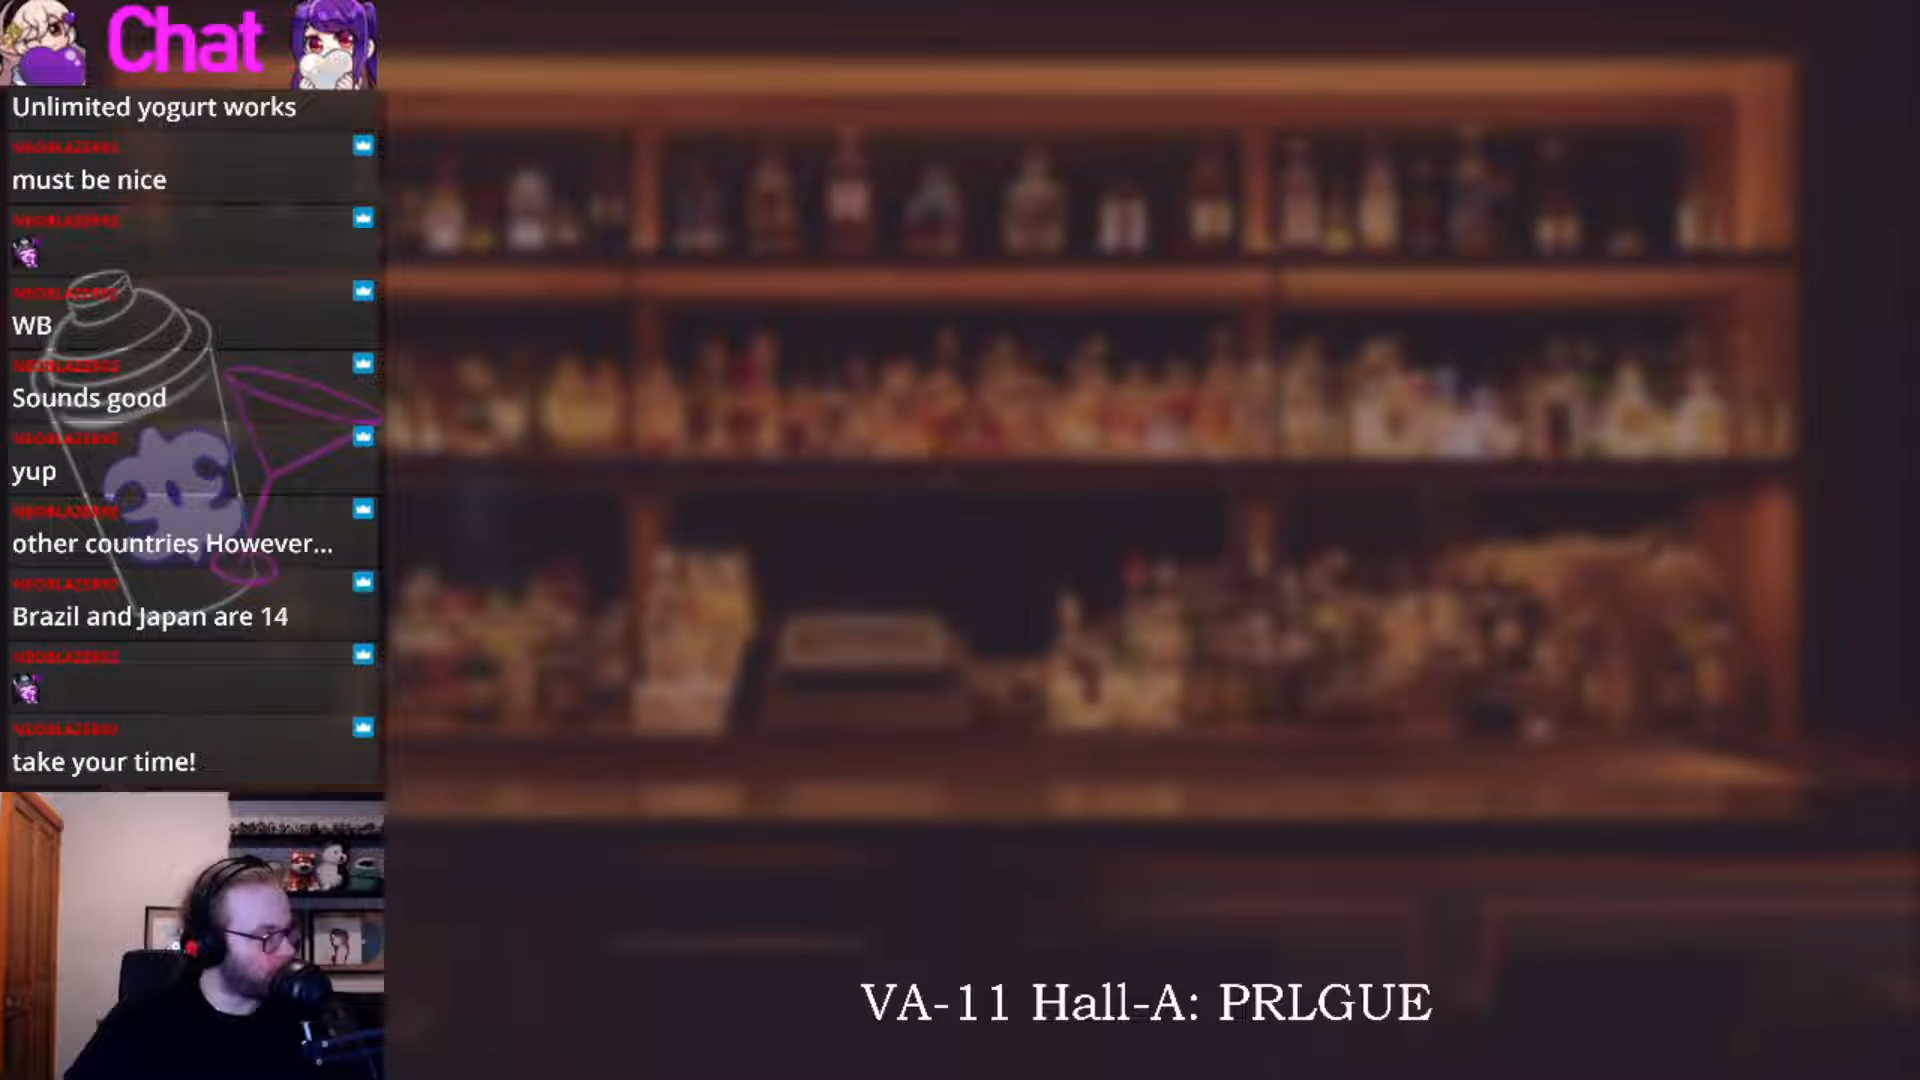 Chat
Unlimited yogurt works
must be nice
WB
Sounds good
yup
other countries However...
Brazil and Japan are 14
take your time!
VA-11 Hall-A: PRLGUE